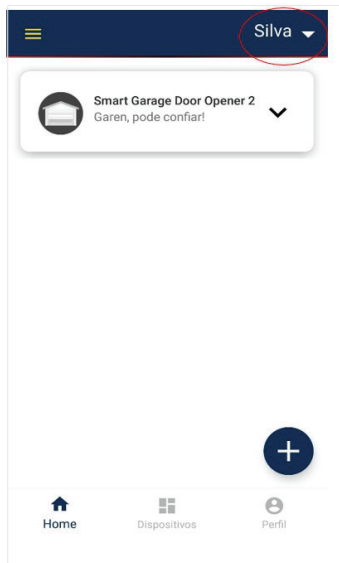 Silva
Smart Garage Door Opener 2
Garen, pode confiar!
Home
Dispositivos
Perfil